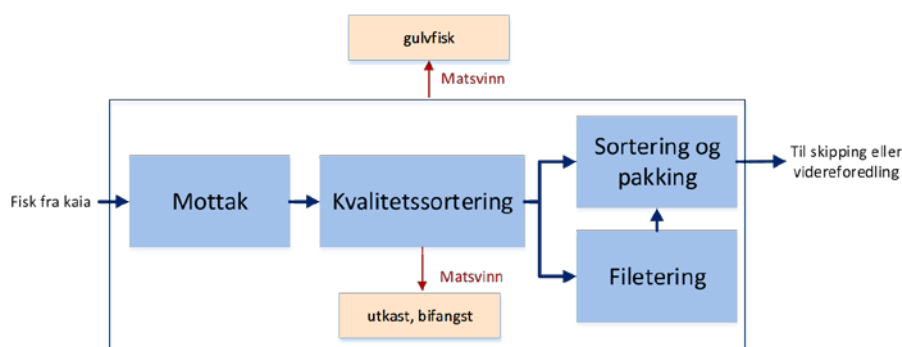 gulvfisk
Matsvinn
Fisk fra kaia
Mottak
Kvalitetssortering
Sortering og
pakking
Til skipping eller
videreforedling
Filetering
Matsvinn
utkast, bifangst